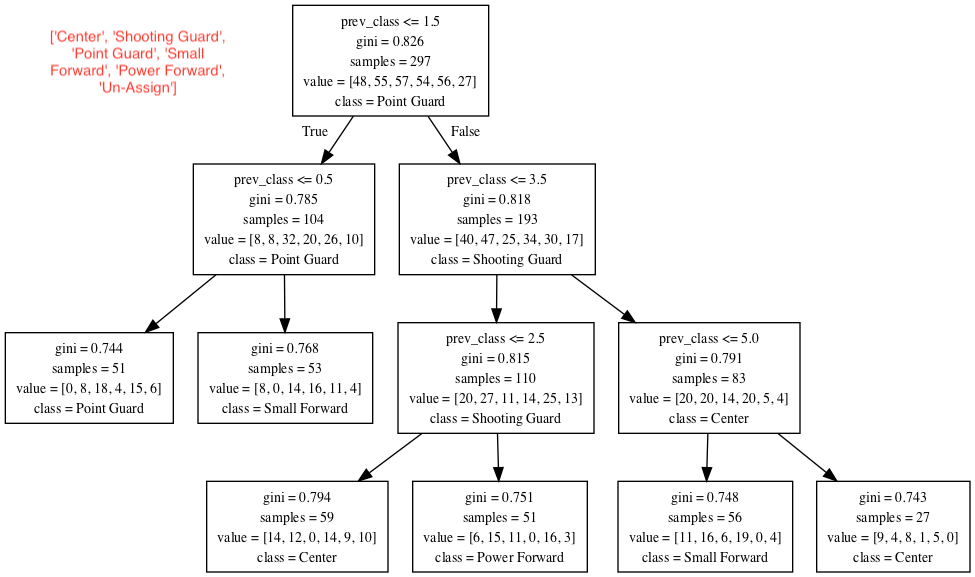 ['Center', 'Shooting Guard',
'Point Guard', 'Small
Forward', 'Power Forward',
'Un-Assign']
prev_class <= 1.5
gini = 0.826
samples = 297
value = [48, 55, 57, 54, 56, 27]
class = Point Guard
True
False
prev_class <= 0.5
gini = 0.785
samples = 104
value = [8, 8, 32, 20, 26, 10]
class = Point Guard
prev_class <= 3.5
gini = 0.818
samples = 193
value = [40, 47, 25, 34, 30, 17]
class = Shooting Guard
gini = 0.744
samples = 51
value = [0, 8, 18, 4, 15, 6]
class = Point Guard
gini = 0.768
samples = 53
value = [8, 0, 14, 16, 11, 4]
class = Small Forward
prev_class <= 2.5
gini = 0.815
samples = 110
value = [20, 27, 11, 14, 25, 13]
class = Shooting Guard
prev_class <= 5.0
gini = 0.791
samples = 83
value = [20, 20, 14, 20, 5, 4]
class = Center
gini = 0.794
samples = 59
value = [14, 12, 0, 14, 9, 10]
class = Center
gini = 0.751
samples = 51
value = [6, 15, 11, 0, 16, 3]
class = Power Forward
gini = 0.748
samples = 56
value = [11, 16, 6, 19, 0, 4]
class = Small Forward
gini = 0.743
samples = 27
value = [9, 4, 8, 1, 5, 0]
class = Center